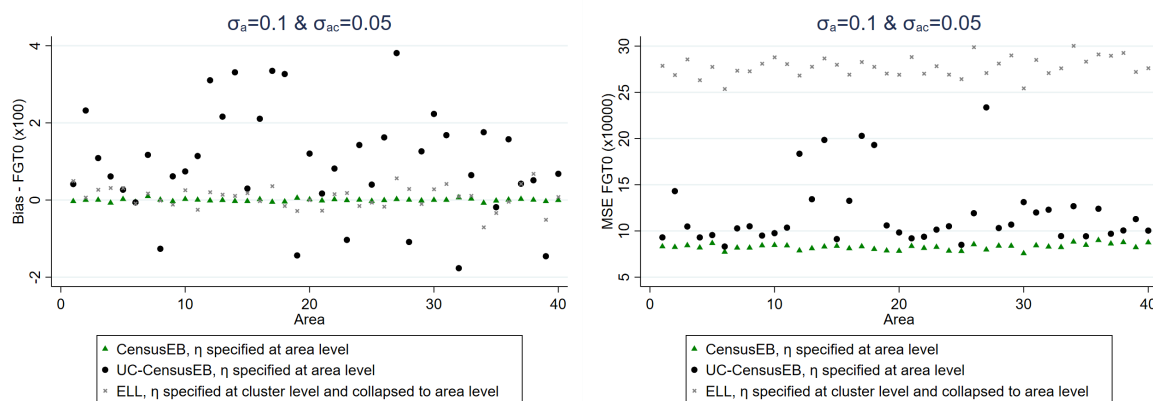 σa=0.1 & σac=0.05
Bias - FGT0 (x100)
4
2
0
-2
0 10 20 30 40
Area
CensusEB, η specified at area level
UC-CensusEB, η specified at area level
ELL, η specified at cluster level and collapsed to area level
σa=0.1 & σac=0.05
MSE FGT0 (x10000)
30
25
20
15
10
5
0 10 20 30 40
Area
CensusEB, η specified at area level
UC-CensusEB, η specified at area level
ELL, η specified at cluster level and collapsed to area level